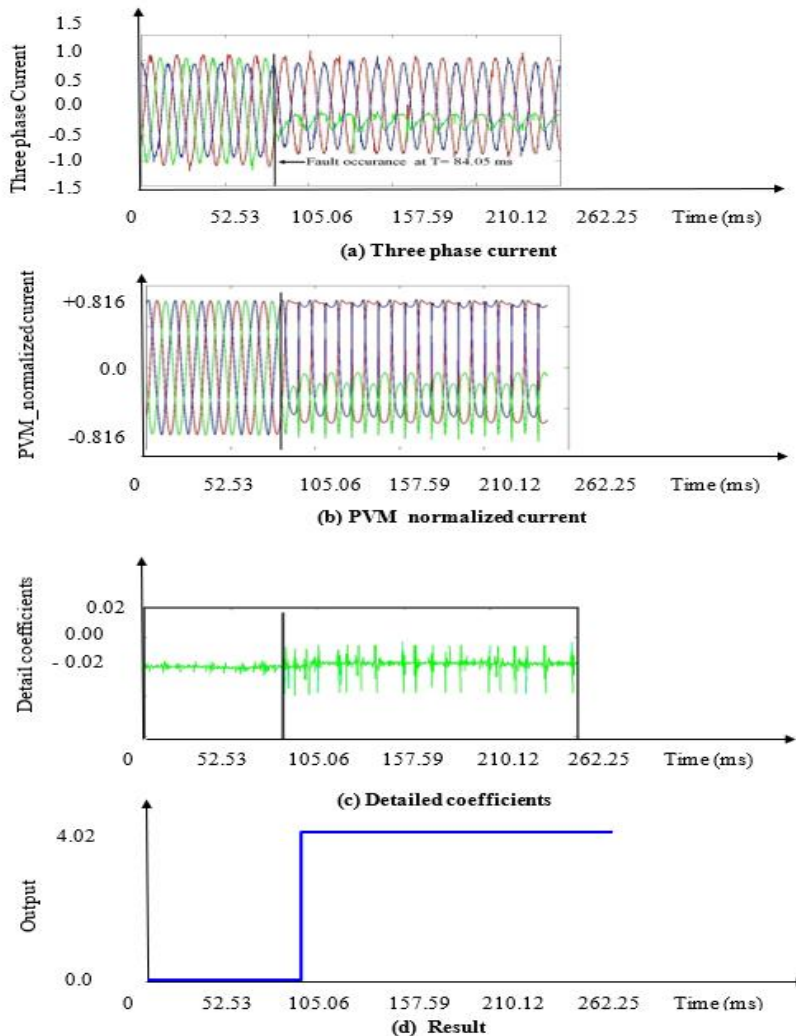 1.5
1.0
0.5
0.0
-0.5
-1.0
-1.5
Three phase Current
Fault occurance at T= 84.05 ms
0 52.53 105.06 157.59 210.12 262.25 Time (ms)
(a) Three phase current
+0.816
0.0
-0.816
PVM_normalized current
0 52.53 105.06 157.59 210.12 262.25 Time (ms)
(b) PVM normalized current
0.02
0.00
- 0.02
Detail coefficients
0 52.53 105.06 157.59 210.12 262.25 Time (ms)
(c) Detailed coefficients
4.02
0.0
Output
0 52.53 105.06 157.59 210.12 262.25 Time (ms)
(d) Result